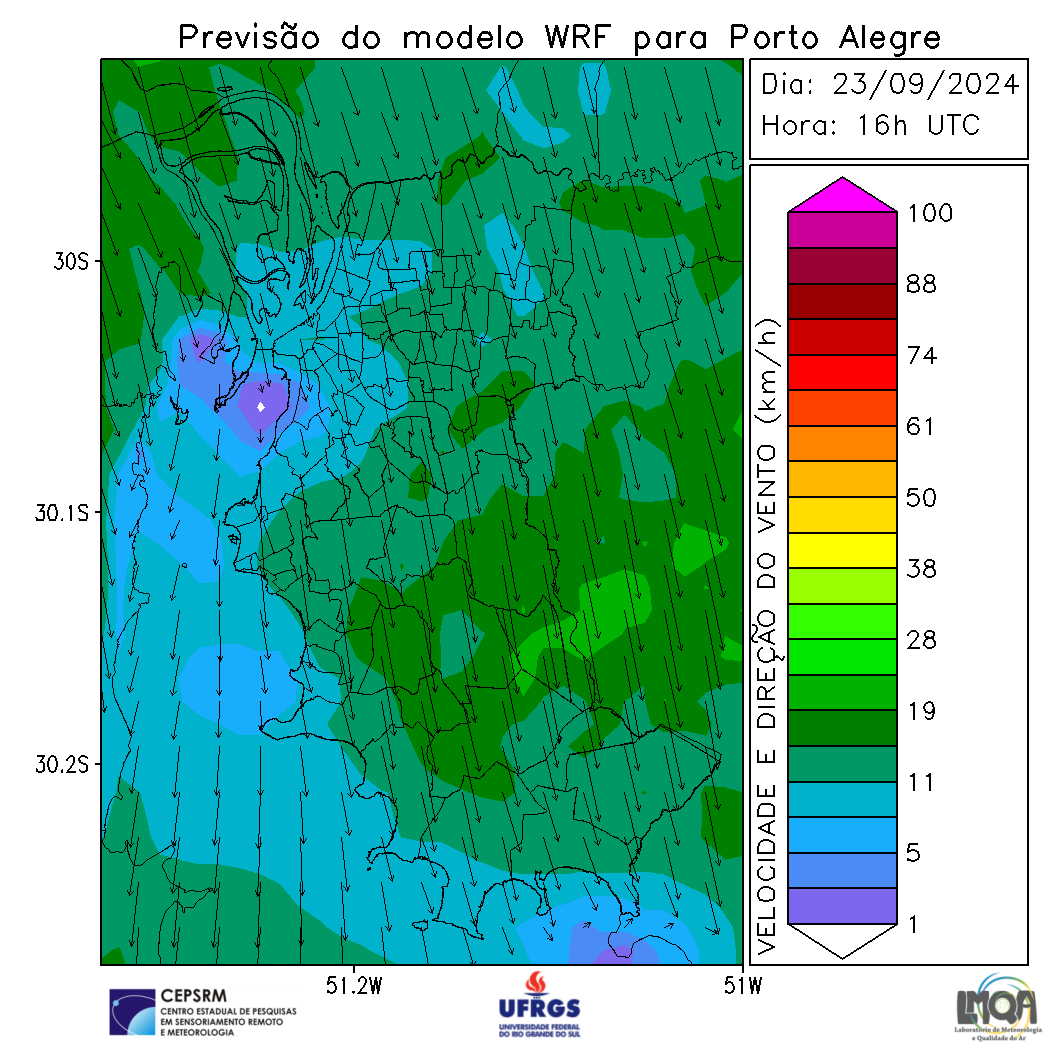 Previsão do modelo WRF para Porto Alegre
Dia: 23/09/2024
Hora: 16h UTC
30S
30.1S
30.2S
51.2W
51W
VELOCIDADE E DIREÇÃO DO VENTO (km/h)
100
88
74
61
50
38
28
19
11
5
1
CEPSRM
CENTRO ESTADUAL DE PESQUISAS
EM SENSORIAMENTO REMOTO
E METEOROLOGIA
UFRGS
UNIVERSIDADE FEDERAL
DO RIO GRANDE DO SUL
LMQA
Laboratório de Meteorologia
e Qualidade do Ar